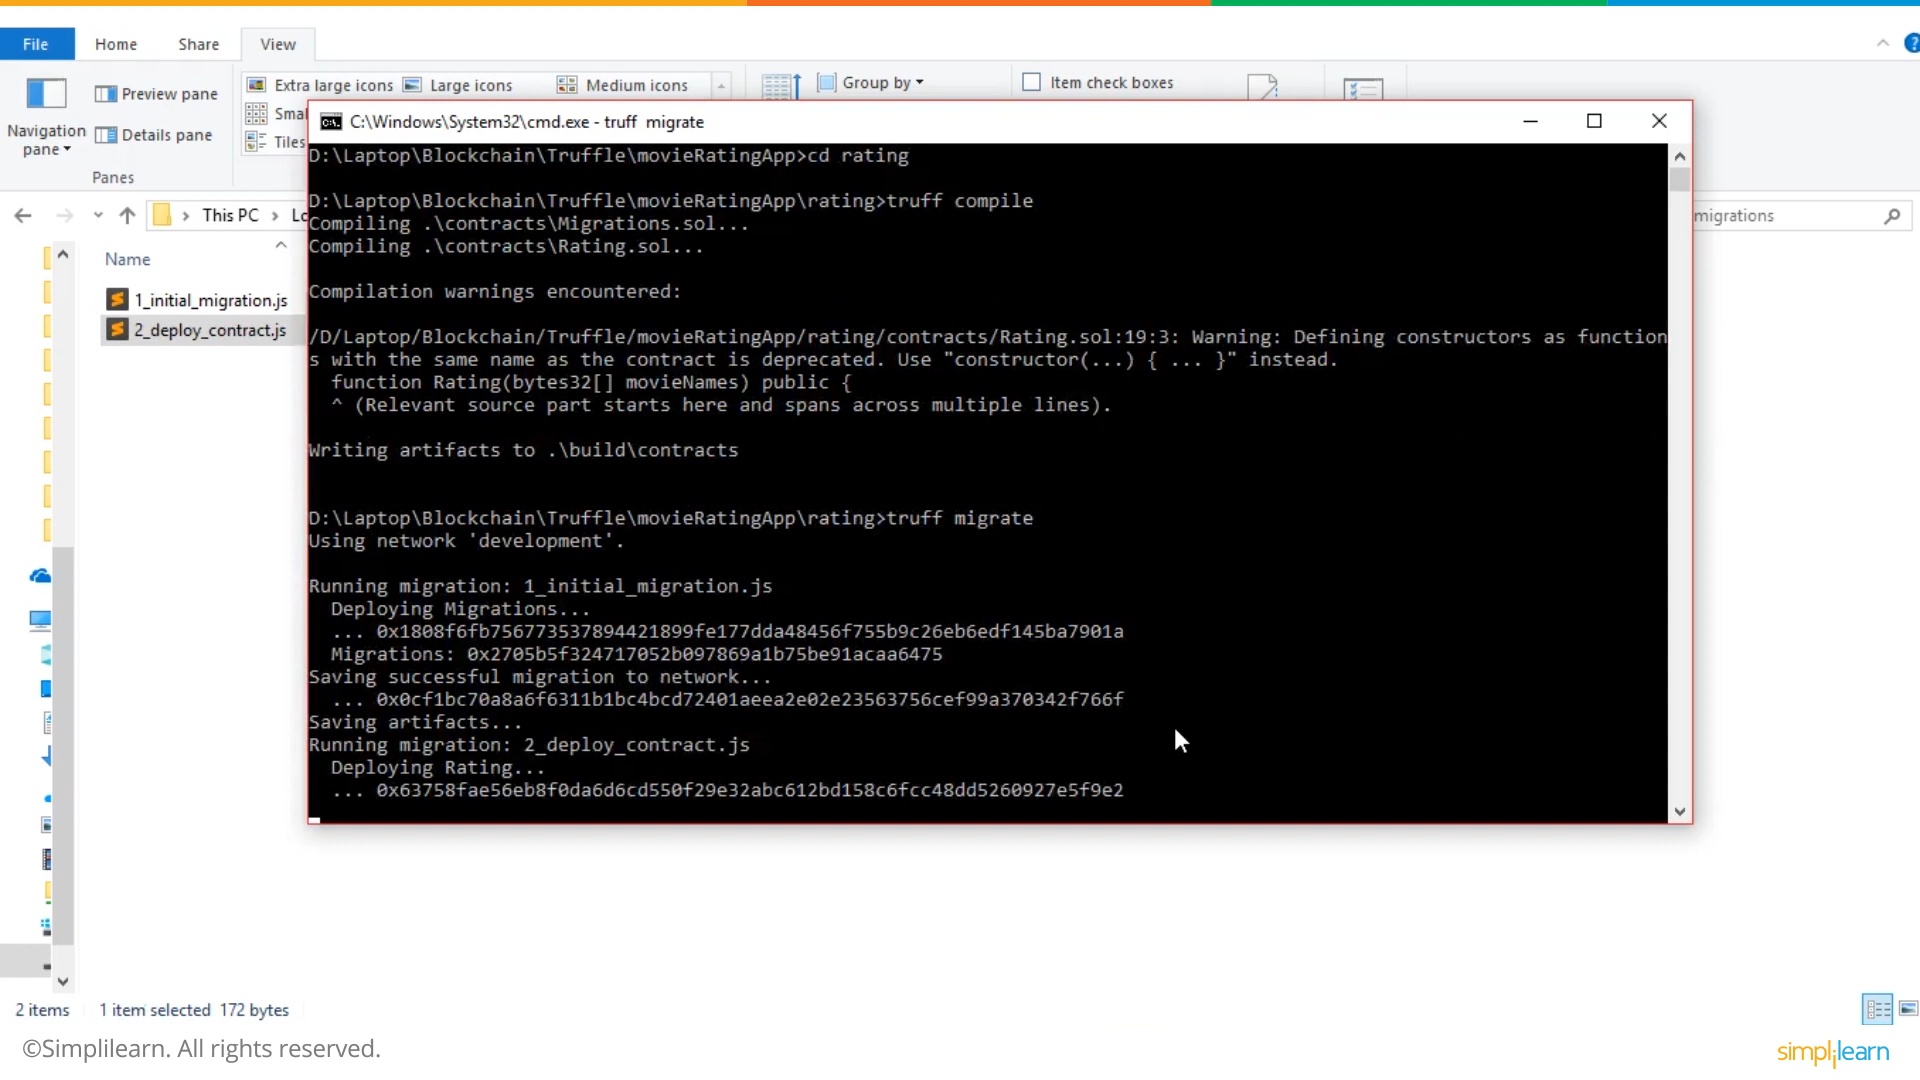 File Home Share View
Extra large icons Large icons Medium icons Group by Item check boxes
Preview pane
Navigation pane
Details pane
Tiles
Panes
C:\Windows\System32\cmd.exe - truff  migrate
This PC
migrations
Name
1_initial_migration.js
2_deploy_contract.js
D:\Laptop\Blockchain\Truffle\movieRatingApp>cd rating
D:\Laptop\Blockchain\Truffle\movieRatingApp\rating>truff compile
Compiling .\contracts\Migrations.sol...
Compiling .\contracts\Rating.sol...
Compilation warnings encountered:
/D/Laptop/Blockchain/Truffle/movieRatingApp/rating/contracts/Rating.sol:19:3: Warning: Defining constructors as function
s with the same name as the contract is deprecated. Use "constructor(...) { ... }" instead.
function Rating(bytes32[] movieNames) public {
^ (Relevant source part starts here and spans across multiple lines).
Writing artifacts to .\build\contracts
D:\Laptop\Blockchain\Truffle\movieRatingApp\rating>truff migrate
Using network 'development'.
Running migration: 1_initial_migration.js
Deploying Migrations...
... 0x1808f6fb756773537894421899fe177dda48456f755b9c26eb6edf145ba7901a
Migrations: 0x2705b5f324717052b097869a1b75be91acaa6475
Saving successful migration to network...
... 0x0cf1bc70a8a6f6311b1bc4bcd72401aeea2e02e23563756cef99a370342f766f
Saving artifacts...
Running migration: 2_deploy_contract.js
Deploying Rating...
... 0x63758fae56eb8f0da6d6cd550f29e32abc612bd158c6fcc48dd5260927e5f9e2
2 items 1 item selected 172 bytes
©Simplilearn. All rights reserved.
simplilearn